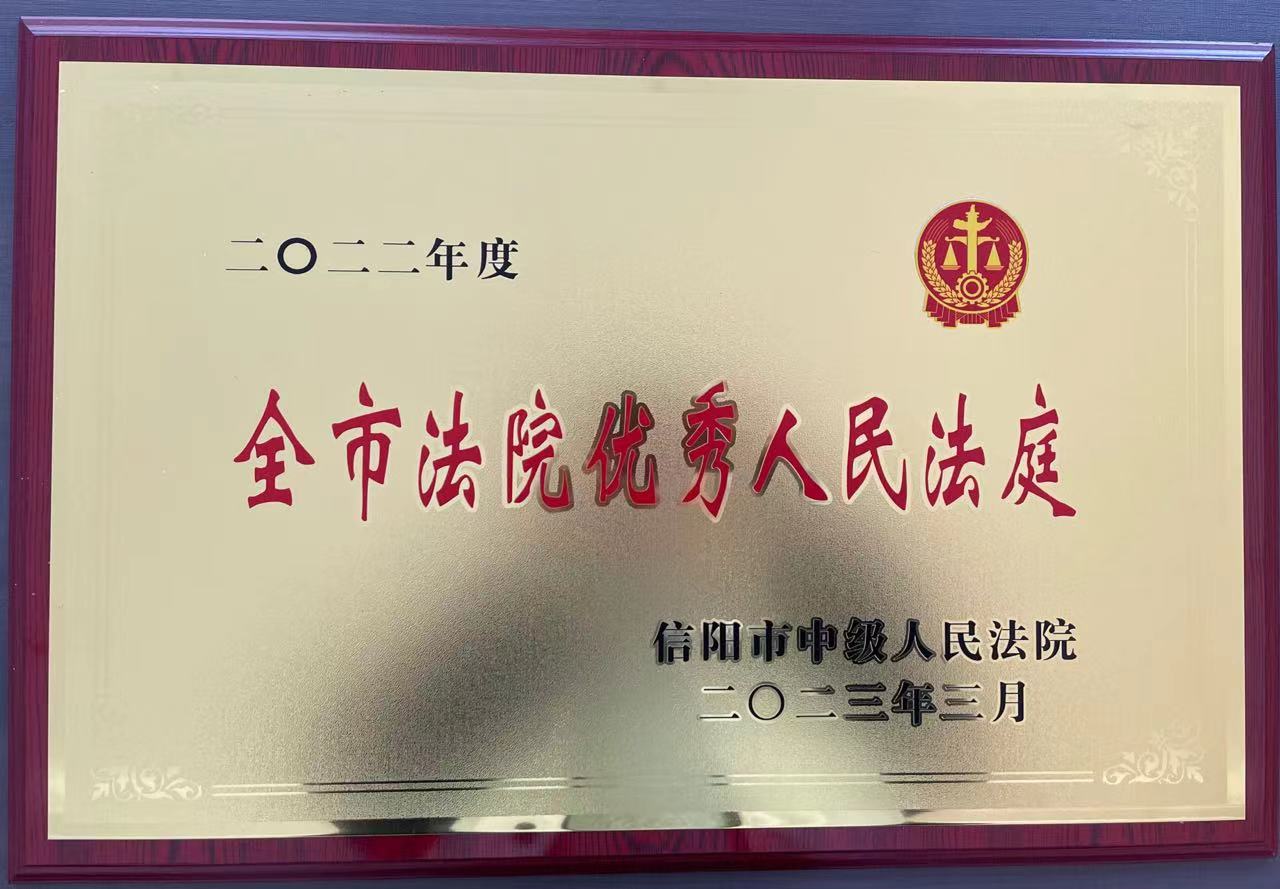 二〇二二年度
全市法院优秀人民法庭
信阳市中级人民法院
二〇二三年三月